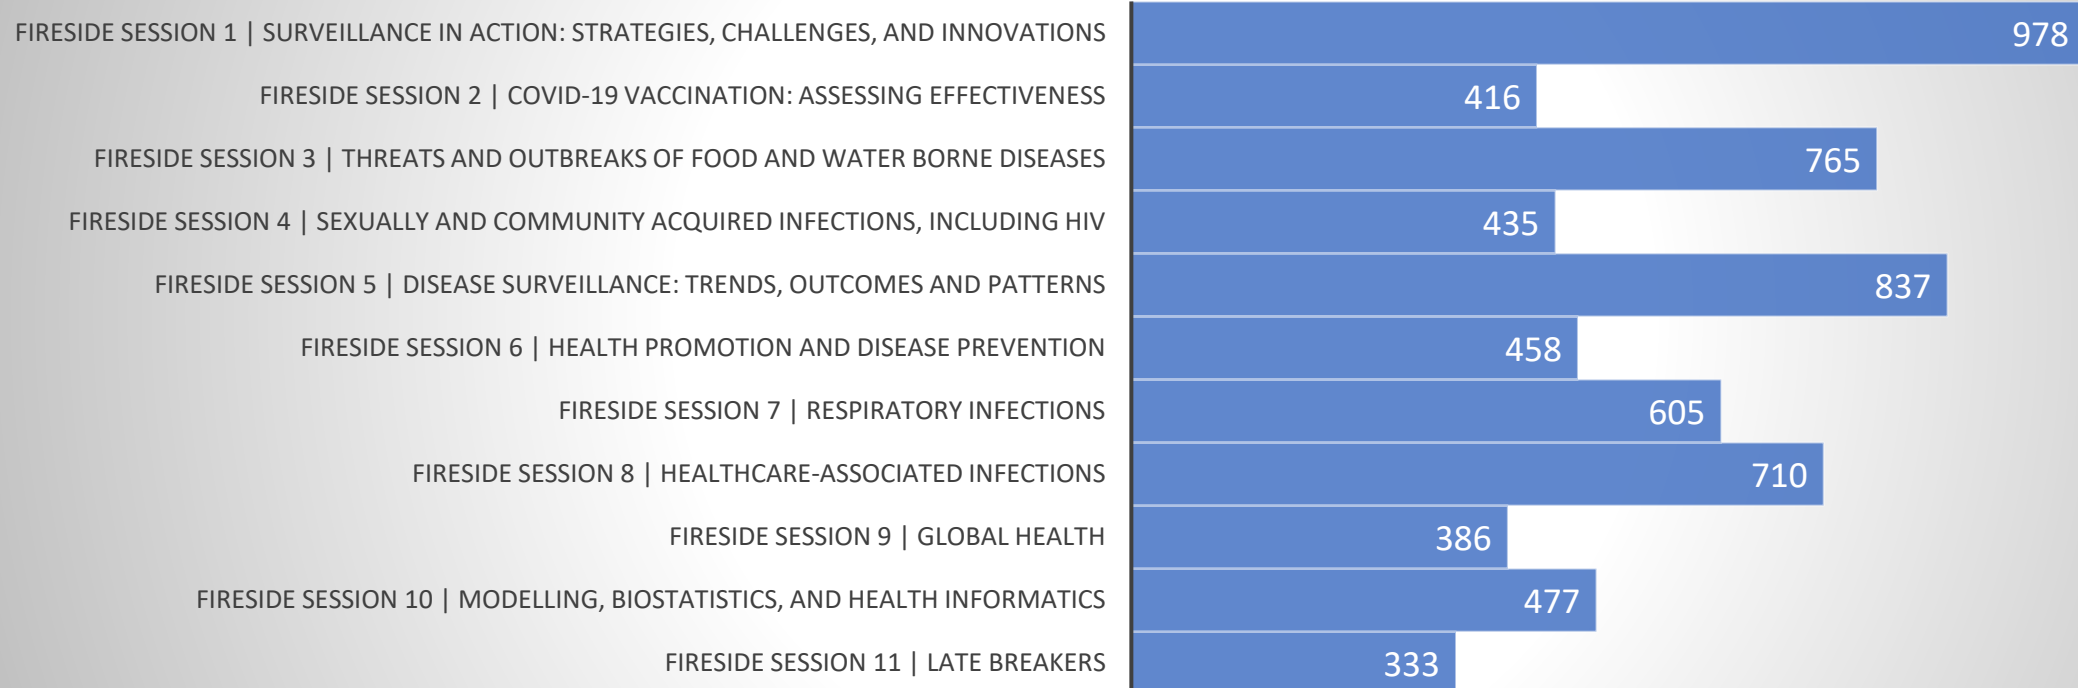 FIRESIDE SESSION 1 | SURVEILLANCE IN ACTION: STRATEGIES, CHALLENGES, AND INNOVATIONS 978
FIRESIDE SESSION 2 | COVID-19 VACCINATION: ASSESSING EFFECTIVENESS 416
FIRESIDE SESSION 3 | THREATS AND OUTBREAKS OF FOOD AND WATER BORNE DISEASES 765
FIRESIDE SESSION 4 | SEXUALLY AND COMMUNITY ACQUIRED INFECTIONS, INCLUDING HIV 435
FIRESIDE SESSION 5 | DISEASE SURVEILLANCE: TRENDS, OUTCOMES AND PATTERNS 837
FIRESIDE SESSION 6 | HEALTH PROMOTION AND DISEASE PREVENTION 458
FIRESIDE SESSION 7 | RESPIRATORY INFECTIONS 605
FIRESIDE SESSION 8 | HEALTHCARE-ASSOCIATED INFECTIONS 710
FIRESIDE SESSION 9 | GLOBAL HEALTH 386
FIRESIDE SESSION 10 | MODELLING, BIOSTATISTICS, AND HEALTH INFORMATICS 477
FIRESIDE SESSION 11 | LATE BREAKERS 333